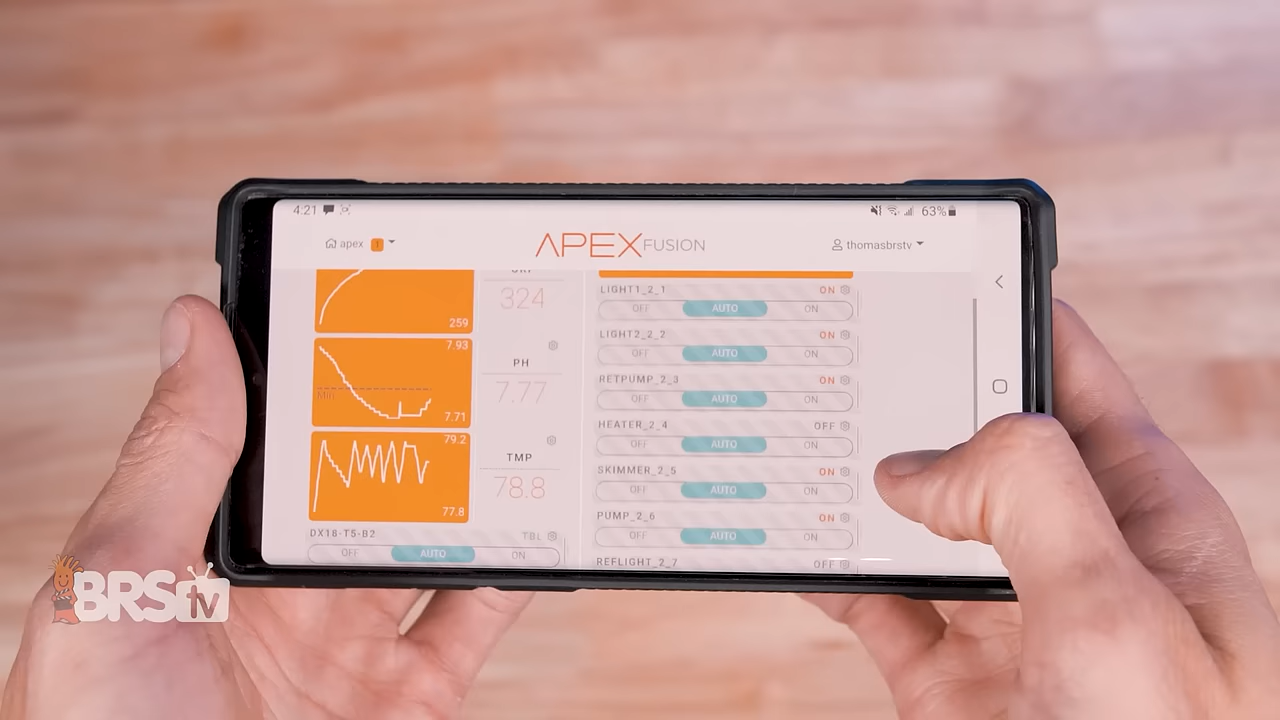 4:21
63%
apex 1
APEX FUSION
thomasbrstv
259
324
7.93
Min
7.71
PH
7.77
79.2
77.8
TMP
78.8
DX18-T5-B2
TBL
OFF AUTO ON
LIGHT1_2_1 ON
OFF AUTO ON
LIGHT2_2_2 ON
OFF AUTO ON
RETPUMP_2_3 ON
OFF AUTO ON
HEATER_2_4 OFF
OFF AUTO ON
SKIMMER_2_5 ON
OFF AUTO ON
PUMP_2_6 ON
OFF AUTO ON
REFLIGHT_2_7 OFF
BRStv